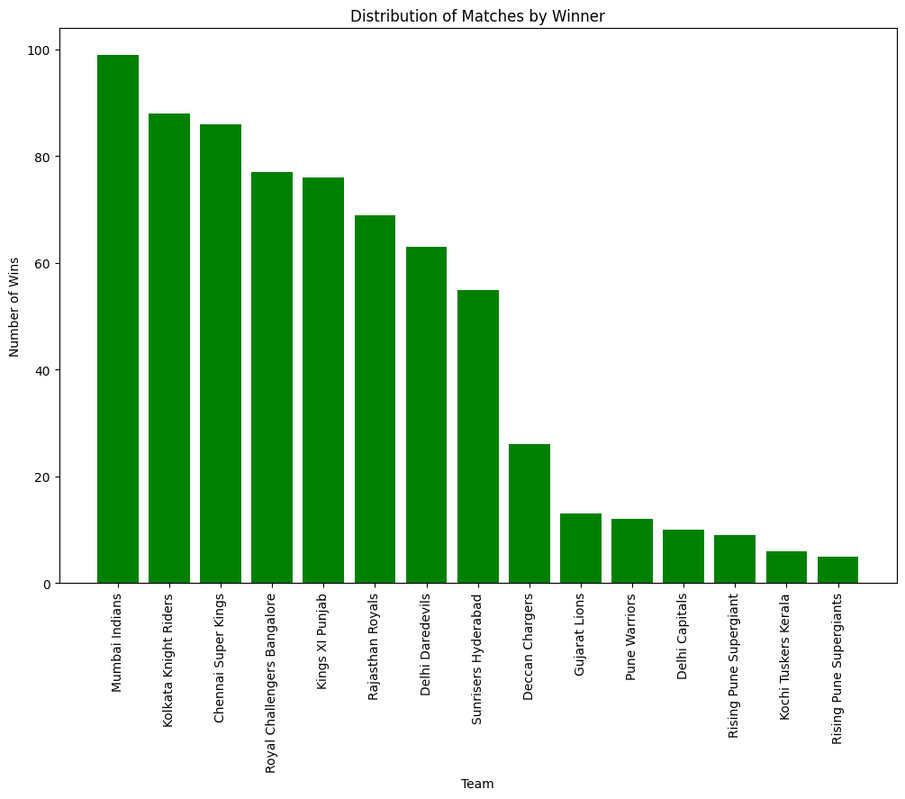 Distribution of Matches by Winner
Number of Wins
100
80
60
40
20
0
Mumbai Indians
Kolkata Knight Riders
Chennai Super Kings
Royal Challengers Bangalore
Kings XI Punjab
Rajasthan Royals
Delhi Daredevils
Sunrisers Hyderabad
Deccan Chargers
Gujarat Lions
Pune Warriors
Delhi Capitals
Rising Pune Supergiant
Kochi Tuskers Kerala
Rising Pune Supergiants
Team